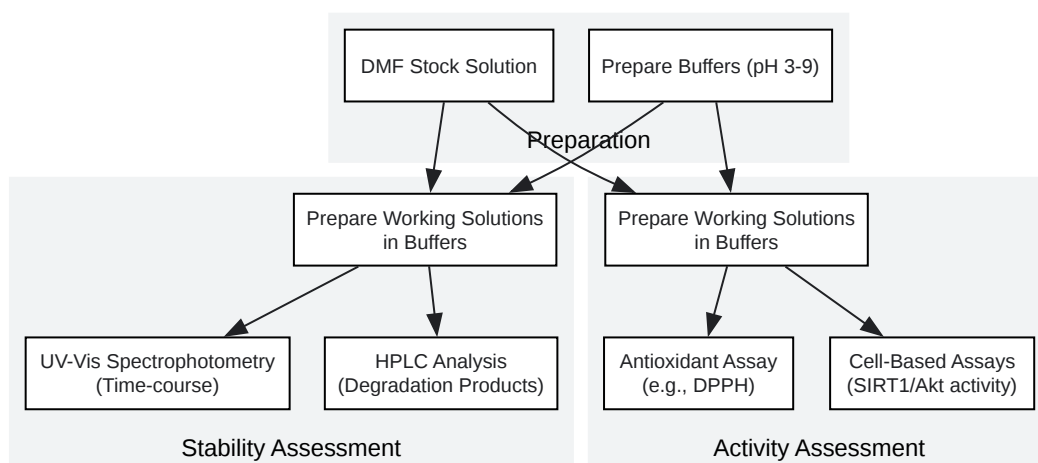 DMF Stock Solution
Prepare Buffers (pH 3-9)
Preparation
Prepare Working Solutions
in Buffers
Prepare Working Solutions
in Buffers
UV-Vis Spectrophotometry
(Time-course)
HPLC Analysis
(Degradation Products)
Antioxidant Assay
(e.g., DPPH)
Cell-Based Assays
(SIRT1/Akt activity)
Stability Assessment
Activity Assessment